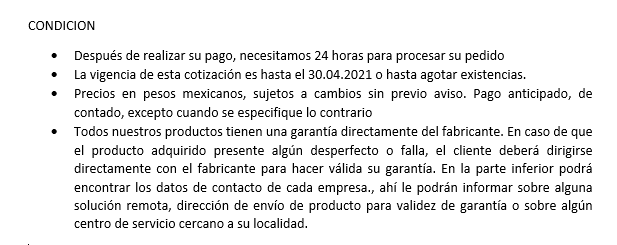 CONDICION
• Después de realizar su pago, necesitamos 24 horas para procesar su pedido
• La vigencia de esta cotización es hasta el 30.04.2021 o hasta agotar existencias.
• Precios en pesos mexicanos, sujetos a cambios sin previo aviso. Pago anticipado, de
contado, excepto cuando se especifique lo contrario
• Todos nuestros productos tienen una garantía directamente del fabricante. En caso de que
el producto adquirido presente algún desperfecto o falla, el cliente deberá dirigirse
directamente con el fabricante para hacer válida su garantía. En la parte inferior podrá
encontrar los datos de contacto de cada empresa., ahí le podrán informar sobre alguna
solución remota, dirección de envío de producto para validez de garantía o sobre algún
centro de servicio cercano a su localidad.